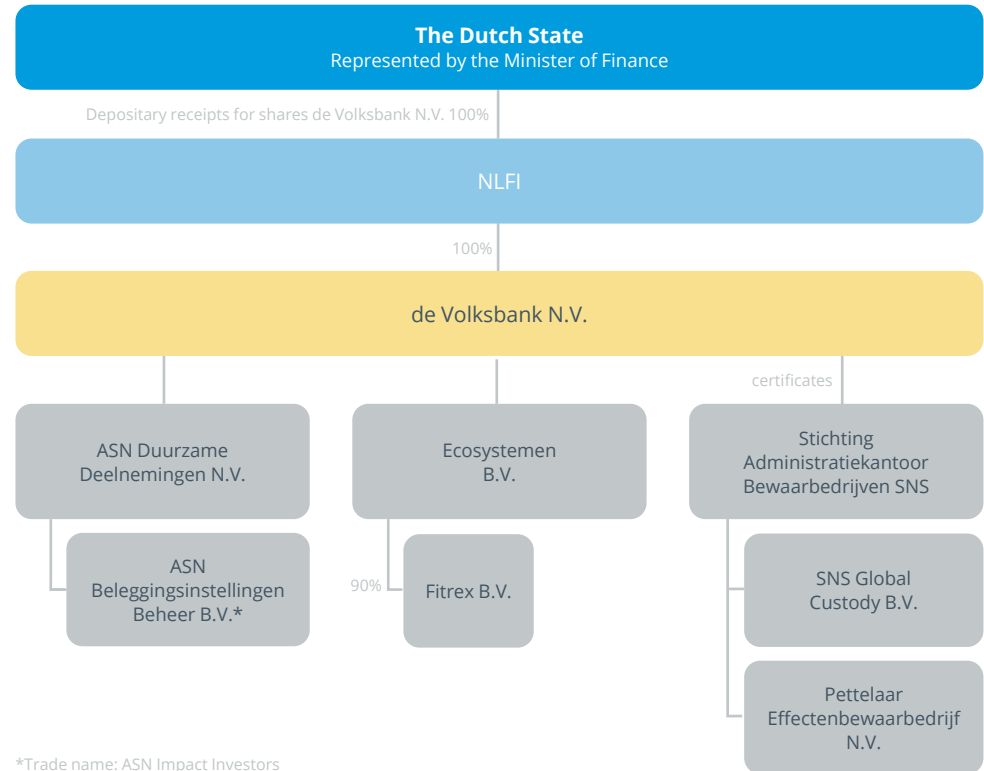 The Dutch State
Represented by the Minister of Finance
Depositary receipts for shares de Volksbank N.V. 100%
NLFI
100%
de Volksbank N.V.
certificates
ASN Duurzame
Deelnemingen N.V.
Ecosystemen
B.V.
Stichting
Administratiekantoor
Bewaarbedrijven SNS
ASN
Beleggingsinstellingen
Beheer B.V.*
90%
Fitrex B.V.
SNS Global
Custody B.V.
Pettelaar
Effectenbewaarbedrijf
N.V.
*Trade name: ASN Impact Investors